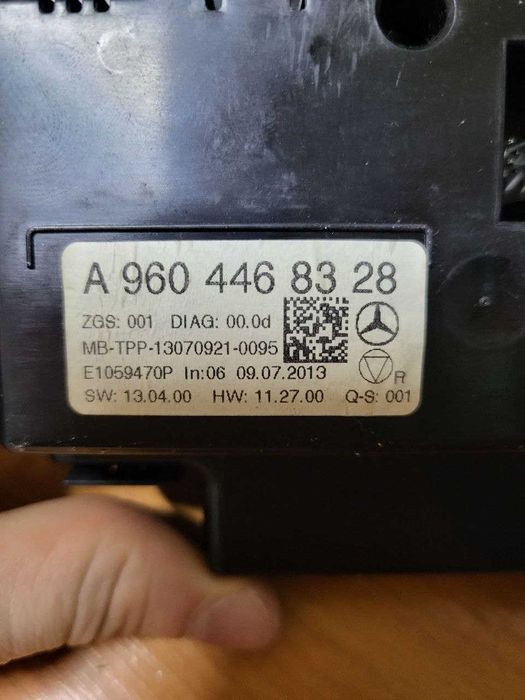 A 960 446 83 28
ZGS: 001 DIAG: 00.0d
MB-TPP-13070921-0095
E1059470P In:06 09.07.2013
R
SW: 13.04.00 HW: 11.27.00 Q-S: 001